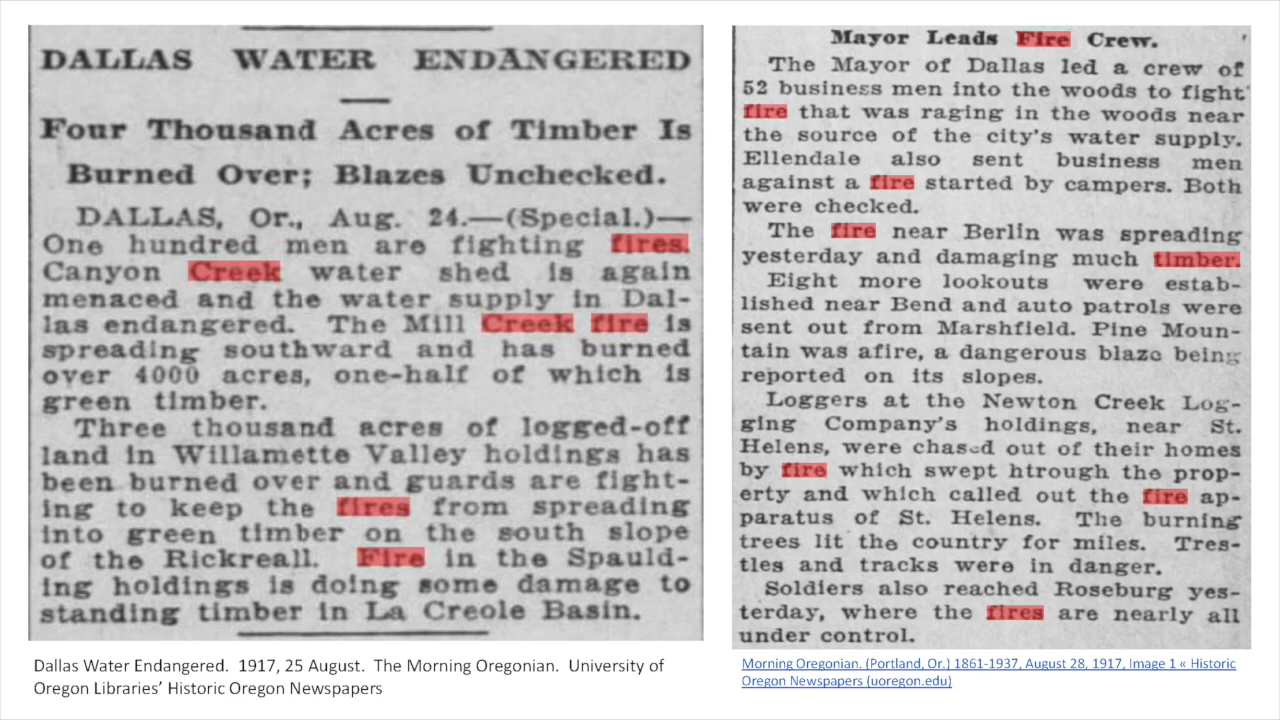 DALLAS WATER ENDANGERED
Four Thousand Acres of Timber Is
Burned Over; Blazes Unchecked.
DALLAS, Or., Aug. 24.—(Special.)—
One hundred men are fighting fires.
Canyon Creek water shed is again
menaced and the water supply in Dal-
las endangered. The Mill Creek fire is
spreading southward and has burned
over 4000 acres, one-half of which is
green timber.
Three thousand acres of logged-off
land in Willamette Valley holdings has
been burned over and guards are fight-
ing to keep the fires from spreading
into green timber on the south slope
of the Rickreall. Fire in the Spauld-
ing holdings is doing some damage to
standing timber in La Creole Basin.
Dallas Water Endangered. 1917, 25 August. The Morning Oregonian. University of
Oregon Libraries' Historic Oregon Newspapers
Mayor Leads Fire Crew.
The Mayor of Dallas led a crew of
52 business men into the woods to fight
fire that was raging in the woods near
the source of the city's water supply.
Ellendale also sent business men
against a fire started by campers. Both
were checked.
The fire near Berlin was spreading
yesterday and damaging much timber.
Eight more lookouts were estab-
lished near Bend and auto patrols were
sent out from Marshfield. Pine Moun-
tain was afire, a dangerous blaze being
reported on its slopes.
Loggers at the Newton Creek Log-
ging Company's holdings, near St.
Helens, were chased out of their homes
by fire which swept htrough the prop-
erty and which called out the fire ap-
paratus of St. Helens. The burning
trees lit the country for miles. Tres-
tles and tracks were in danger.
Soldiers also reached Roseburg yes-
terday, where the fires are nearly all
under control.
Morning Oregonian. (Portland, Or.) 1861-1937, August 28, 1917, Image 1 « Historic
Oregon Newspapers (uoregon.edu)